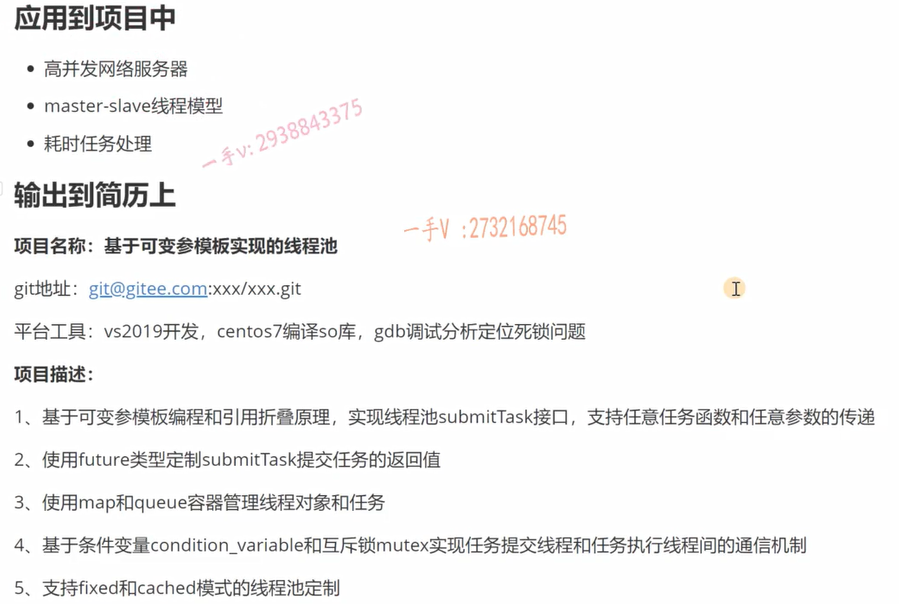 应用到项目中
高并发网络服务器
master-slave线程模型
耗时任务处理
一手v: 2938843375
输出到简历上
一手V :2732168745
项目名称：基于可变参模板实现的线程池
git地址：git@gitee.com:xxx/xxx.git
平台工具：vs2019开发，centos7编译so库，gdb调试分析定位死锁问题
项目描述：
1、基于可变参模板编程和引用折叠原理，实现线程池submitTask接口，支持任意任务函数和任意参数的传递
2、使用future类型定制submitTask提交任务的返回值
3、使用map和queue容器管理线程对象和任务
4、基于条件变量condition_variable和互斥锁mutex实现任务提交线程和任务执行线程间的通信机制
5、支持fixed和cached模式的线程池定制